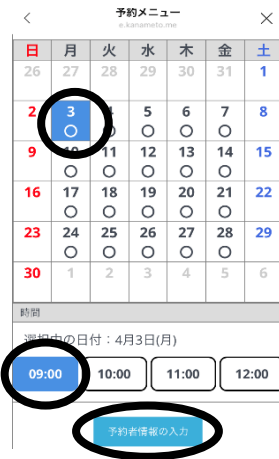 予約メニュー
e.kanameto.me
日 月 火 水 木 金 土
26 27 28 29 30 31 1
2 3 4 5 6 7 8
9 10 11 12 13 14 15
16 17 18 19 20 21 22
23 24 25 26 27 28 29
30 1 2 3 4 5 6
時間
選択中の日付：4月3日(月)
09:00 10:00 11:00 12:00
予約者情報の入力